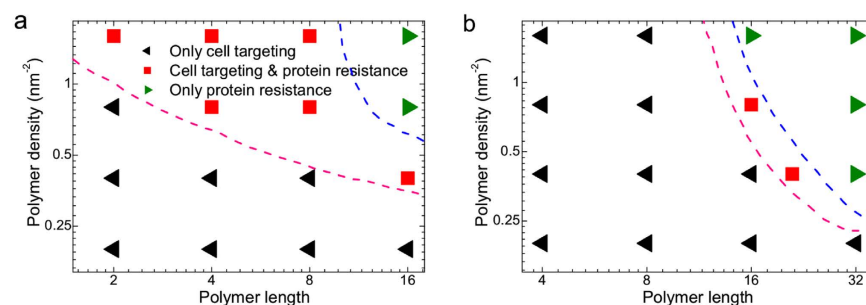 a
Only cell targeting
Cell targeting & protein resistance
Only protein resistance
Polymer density (nm⁻²)
1
0.5
0.25
2 4 8 16
Polymer length
b
Polymer density (nm⁻²)
1
0.5
0.25
4 8 16 32
Polymer length